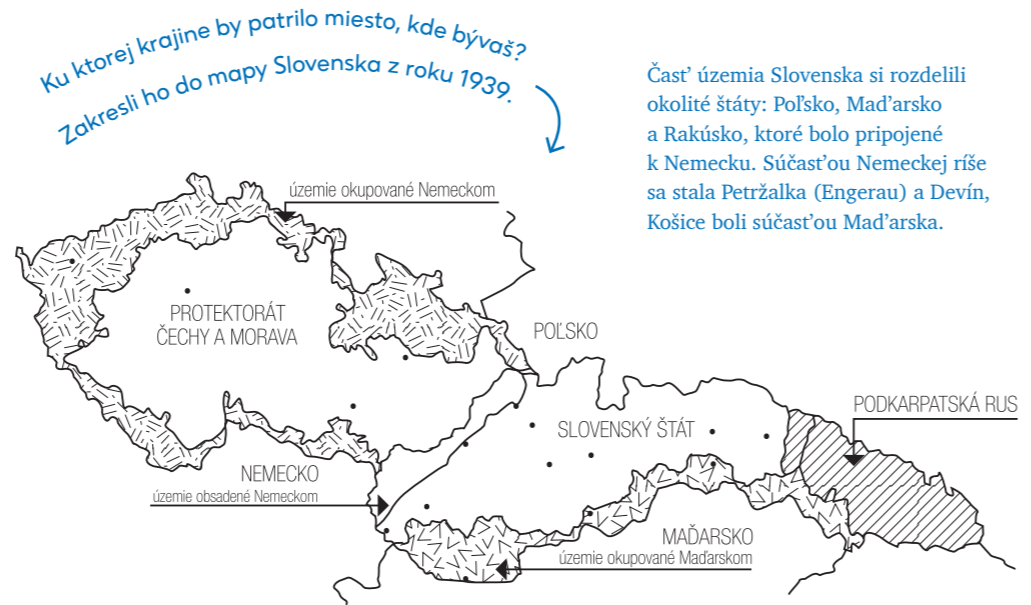 Ku ktorej krajine by patrilo miesto, kde bývaš?
Zakresli ho do mapy Slovenska z roku 1939.
Časť územia Slovenska si rozdelili
okolité štáty: Poľsko, Maďarsko
a Rakúsko, ktoré bolo pripojené
k Nemecku. Súčasťou Nemeckej ríše
sa stala Petržalka (Engerau) a Devín,
Košice boli súčasťou Maďarska.
územie okupované Nemeckom
PROTEKTORÁT
ČECHY A MORAVA
POĽSKO
PODKARPATSKÁ RUS
SLOVENSKÝ ŠTÁT
NEMECKO
územie obsadené Nemeckom
MAĎARSKO
územie okupované Maďarskom